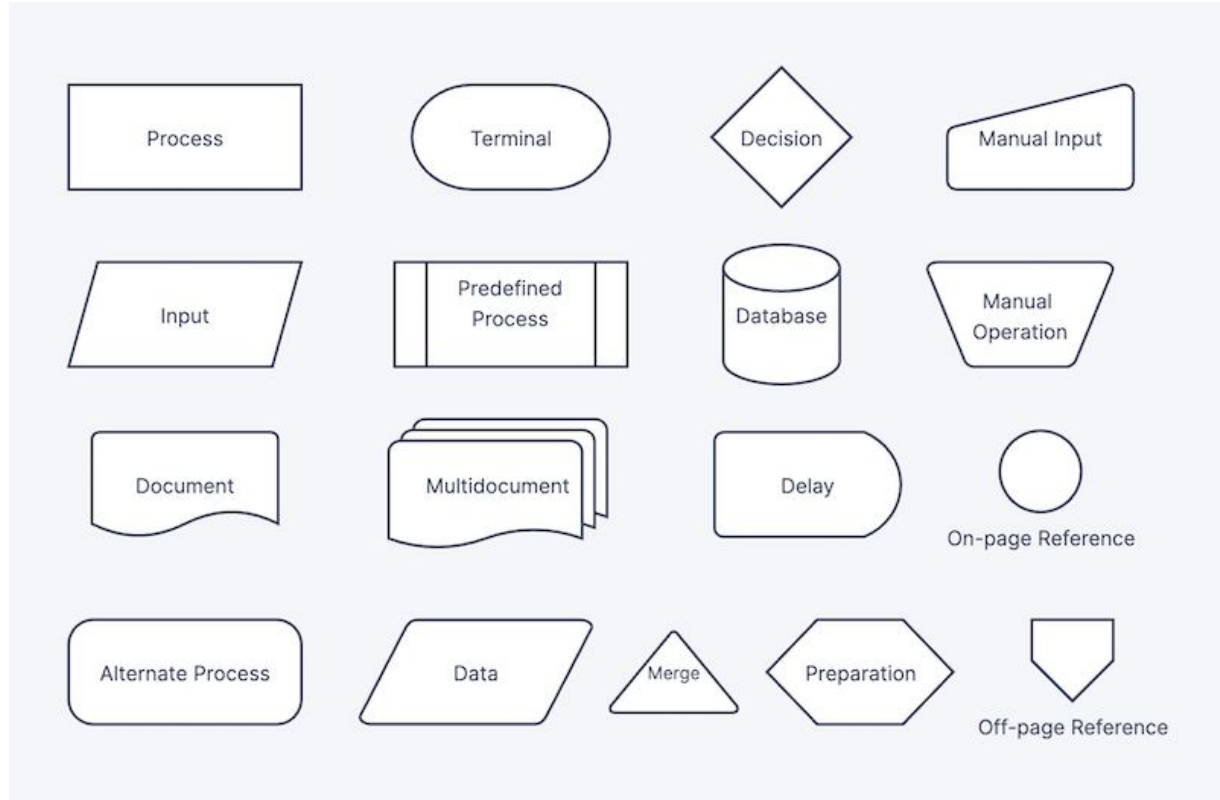 Process
Terminal
Decision
Manual Input
Input
Predefined
Process
Database
Manual
Operation
Document
Multidocument
Delay
On-page Reference
Alternate Process
Data
Merge
Preparation
Off-page Reference